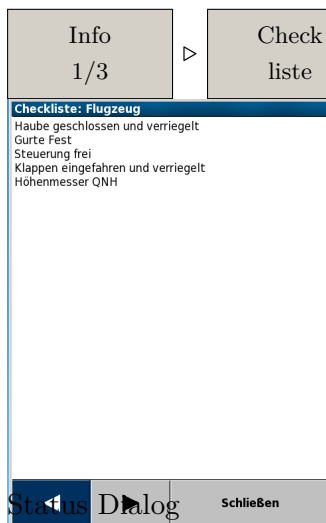 Info
1/3
Check
liste
Checkliste: Flugzeug
Haube geschlossen und verriegelt
Gurte Fest
Steuerung frei
Klappen eingefahren und verriegelt
Höhenmesser QNH
Status Dialog
Schließen